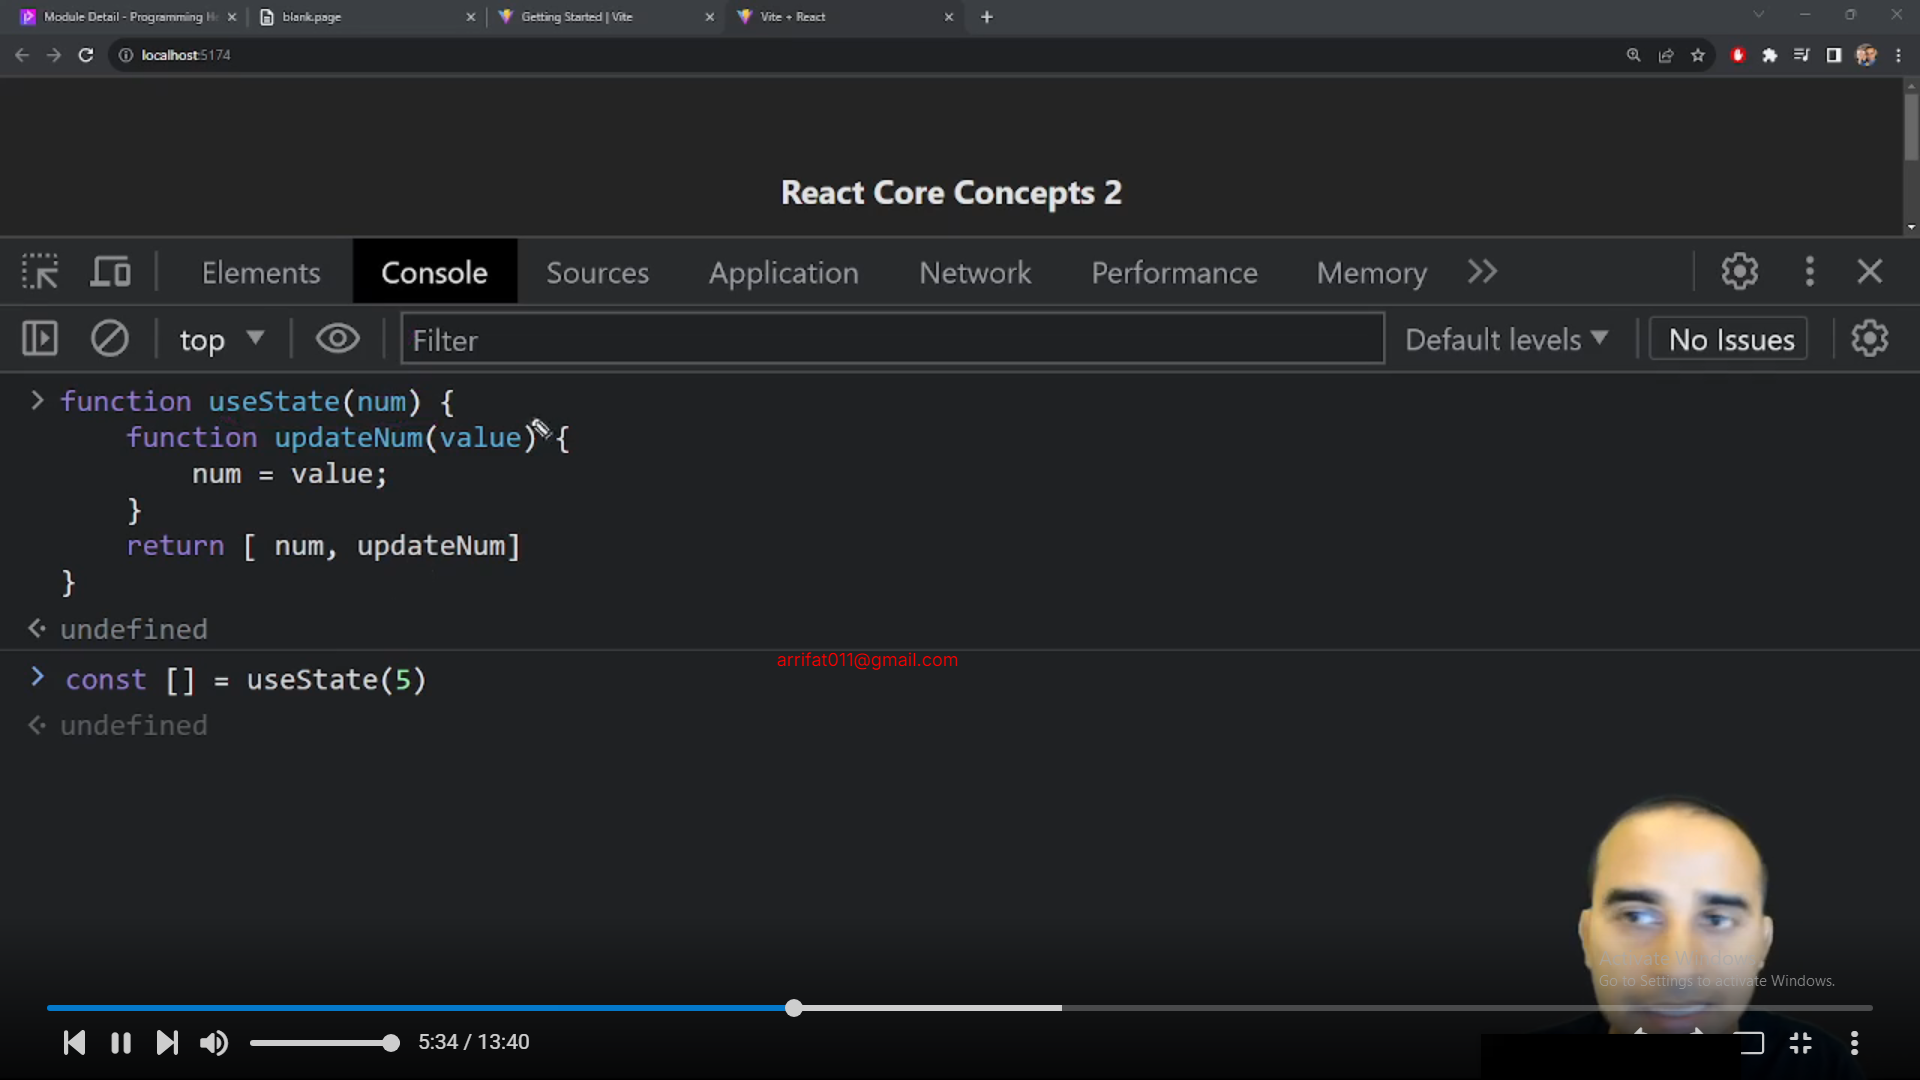 Module Detail - Programming He
blank.page
Getting Started | Vite
Vite + React
localhost:5174
React Core Concepts 2
Elements
Console
Sources
Application
Network
Performance
Memory
top
Filter
Default levels
No Issues
function useState(num) {
function updateNum(value) {
num = value;
}
return [ num, updateNum]
}
undefined
arrifat011@gmail.com
const [] = useState(5)
undefined
Activate Windows
Go to Settings to activate Windows.
5:34 / 13:40